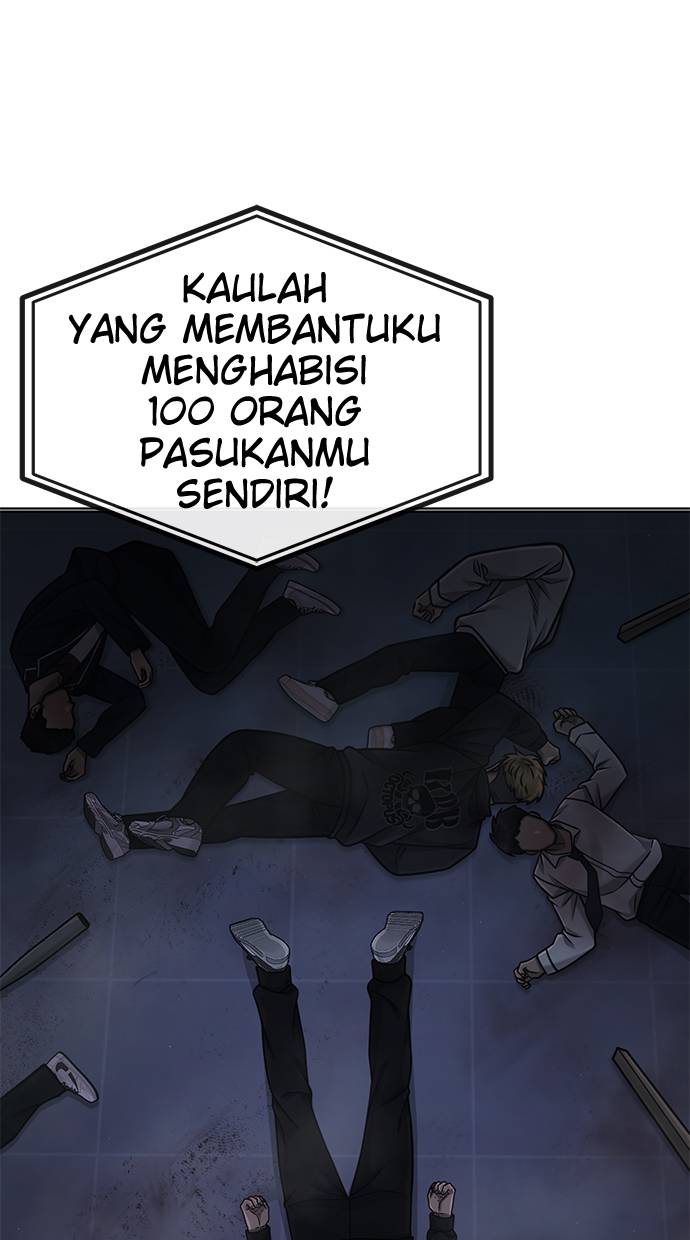 KAULAH
YANG MEMBANTUKU
MENGHABISI
100 ORANG
PASUKANMU
SENDIRI!